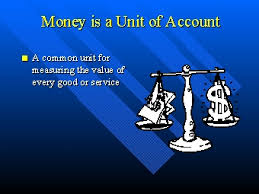 Money is a Unit of Account
A common unit for
measuring the value of
every good or service